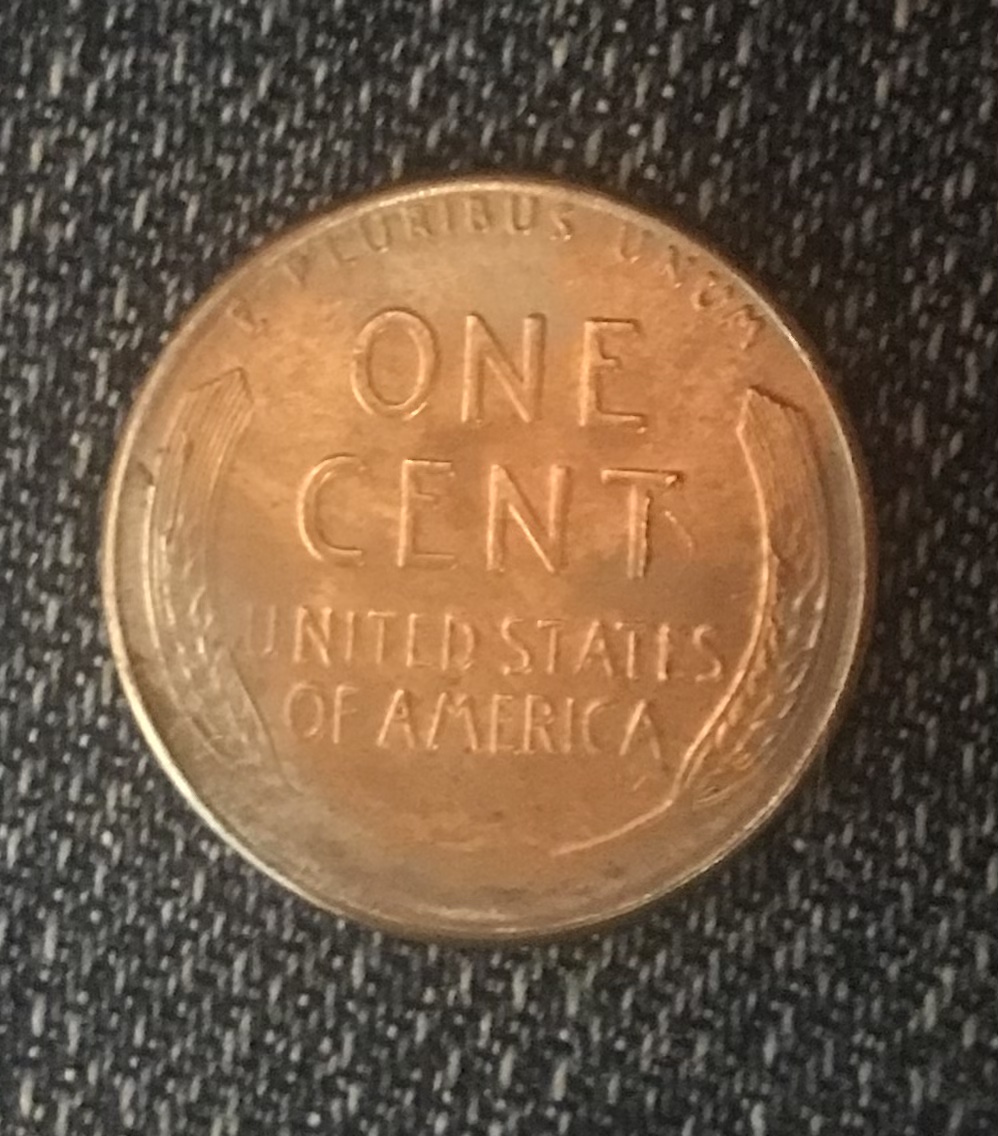 E PLURIBUS UNUM
ONE
CENT
UNITED STATES
OF AMERICA